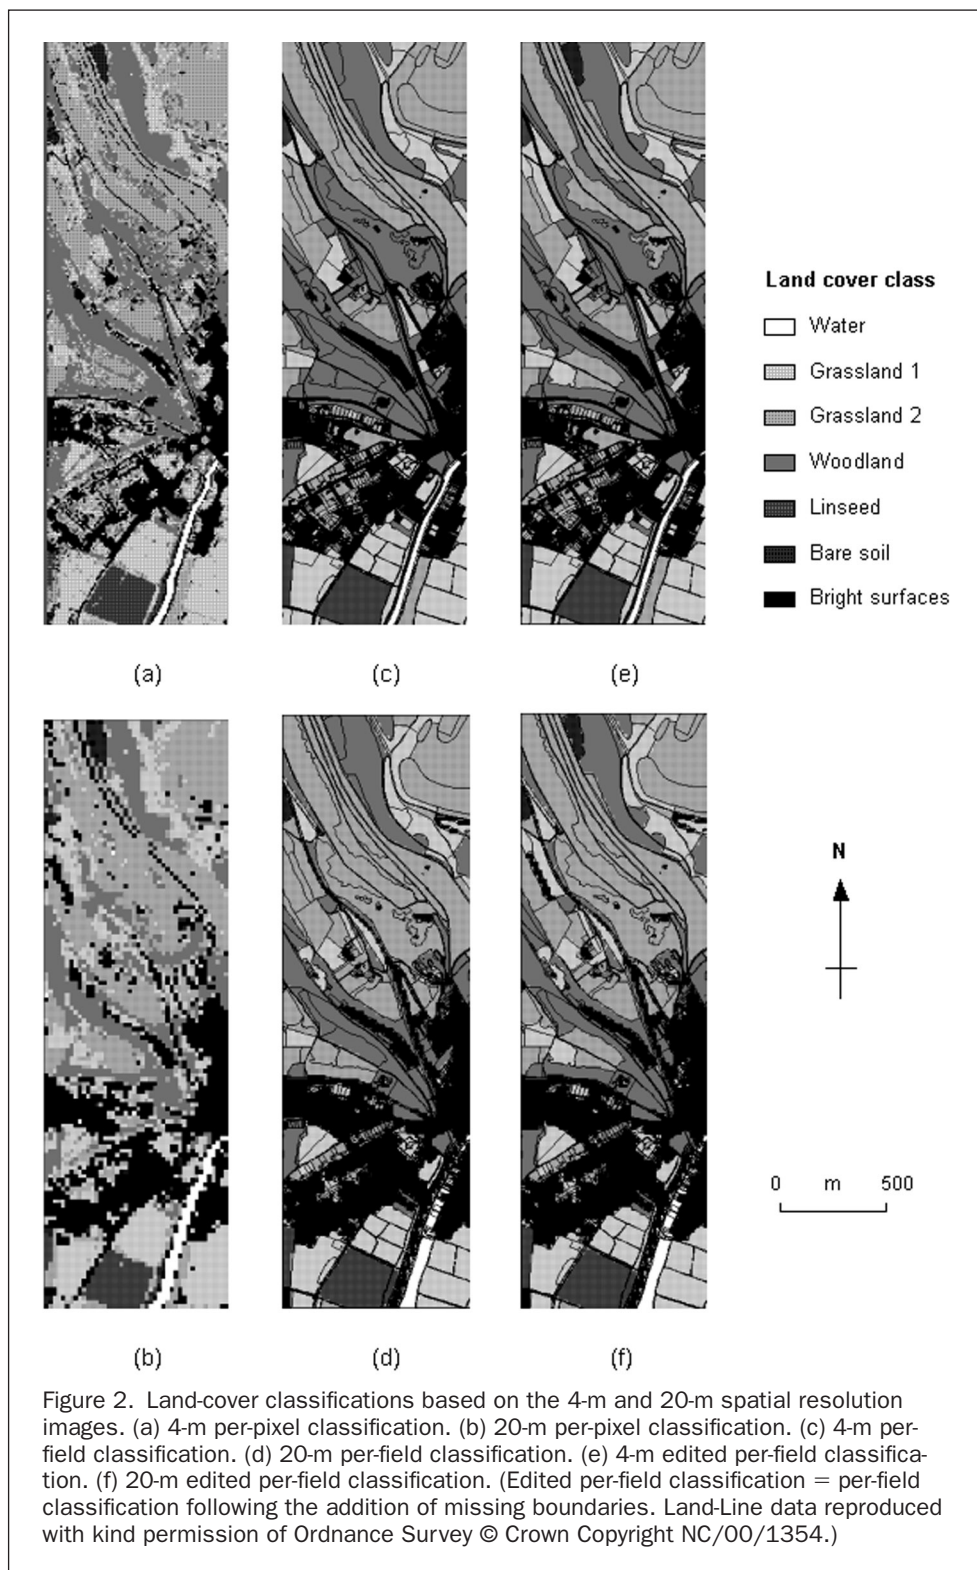 (a)
(c)
(e)
Land cover class
Water
Grassland 1
Grassland 2
Woodland
Linseed
Bare soil
Bright surfaces
N
0 m 500
(b)
(d)
(f)
Figure 2. Land-cover classifications based on the 4-m and 20-m spatial resolution
images. (a) 4-m per-pixel classification. (b) 20-m per-pixel classification. (c) 4-m per-
field classification. (d) 20-m per-field classification. (e) 4-m edited per-field classifica-
tion. (f) 20-m edited per-field classification. (Edited per-field classification = per-field
classification following the addition of missing boundaries. Land-Line data reproduced
with kind permission of Ordnance Survey © Crown Copyright NC/00/1354.)